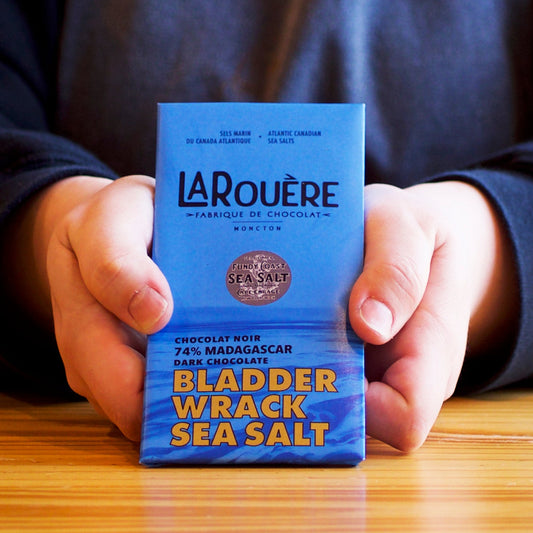 SELS MARIN
DU CANADA ATLANTIQUE
•
ATLANTIC CANADIAN
SEA SALTS
LAROUÈRE
FABRIQUE DE CHOCOLAT
MONCTON
FUNDY COAST
SEA SALT
CHOCOLAT NOIR
74% MADAGASCAR
DARK CHOCOLATE
BLADDER
WRACK
SEA SALT